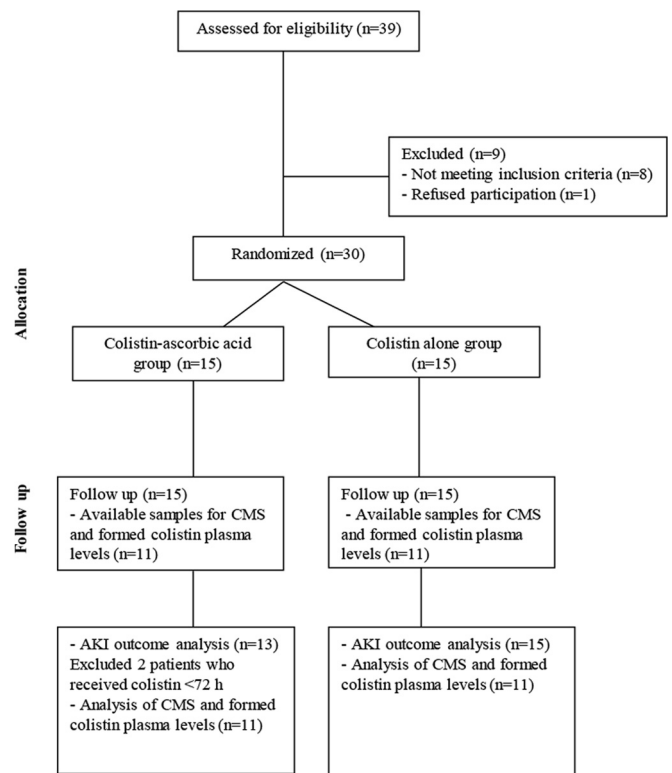 Assessed for eligibility (n=39)
Excluded (n=9)
- Not meeting inclusion criteria (n=8)
- Refused participation (n=1)
Randomized (n=30)
Allocation
Colistin-ascorbic acid
group (n=15)
Colistin alone group
(n=15)
Follow up
Follow up (n=15)
- Available samples for CMS
and formed colistin plasma
levels (n=11)
Follow up (n=15)
- Available samples for CMS
and formed colistin plasma
levels (n=11)
- AKI outcome analysis (n=13)
Excluded 2 patients who
received colistin <72 h
- Analysis of CMS and formed
colistin plasma levels (n=11)
- AKI outcome analysis (n=15)
- Analysis of CMS and formed
colistin plasma levels (n=11)